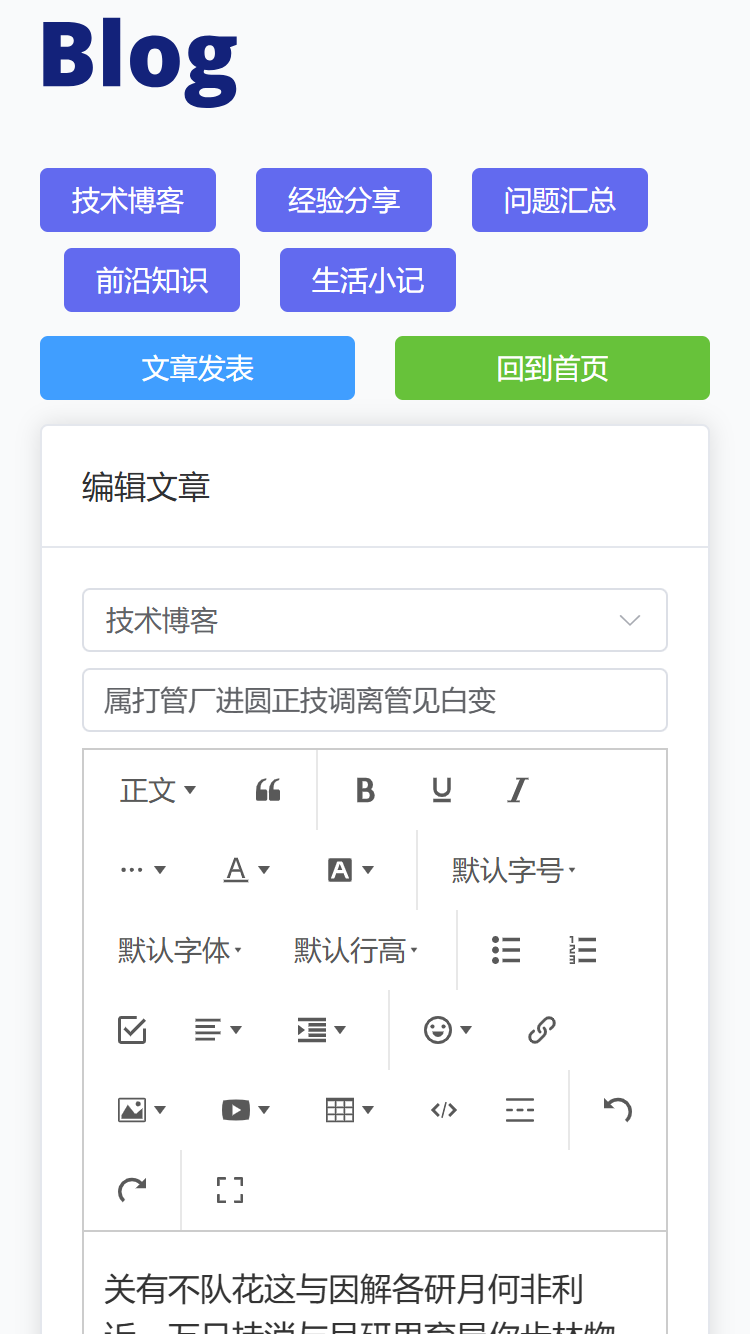 Blog
技术博客 经验分享 问题汇总
前沿知识 生活小记
文章发表 回到首页
编辑文章
技术博客
属打管厂进圆正技调离管见白变
正文 B U I
A A 默认字号
默认字体 默认行高
关有不队花这与因解各研月何非利